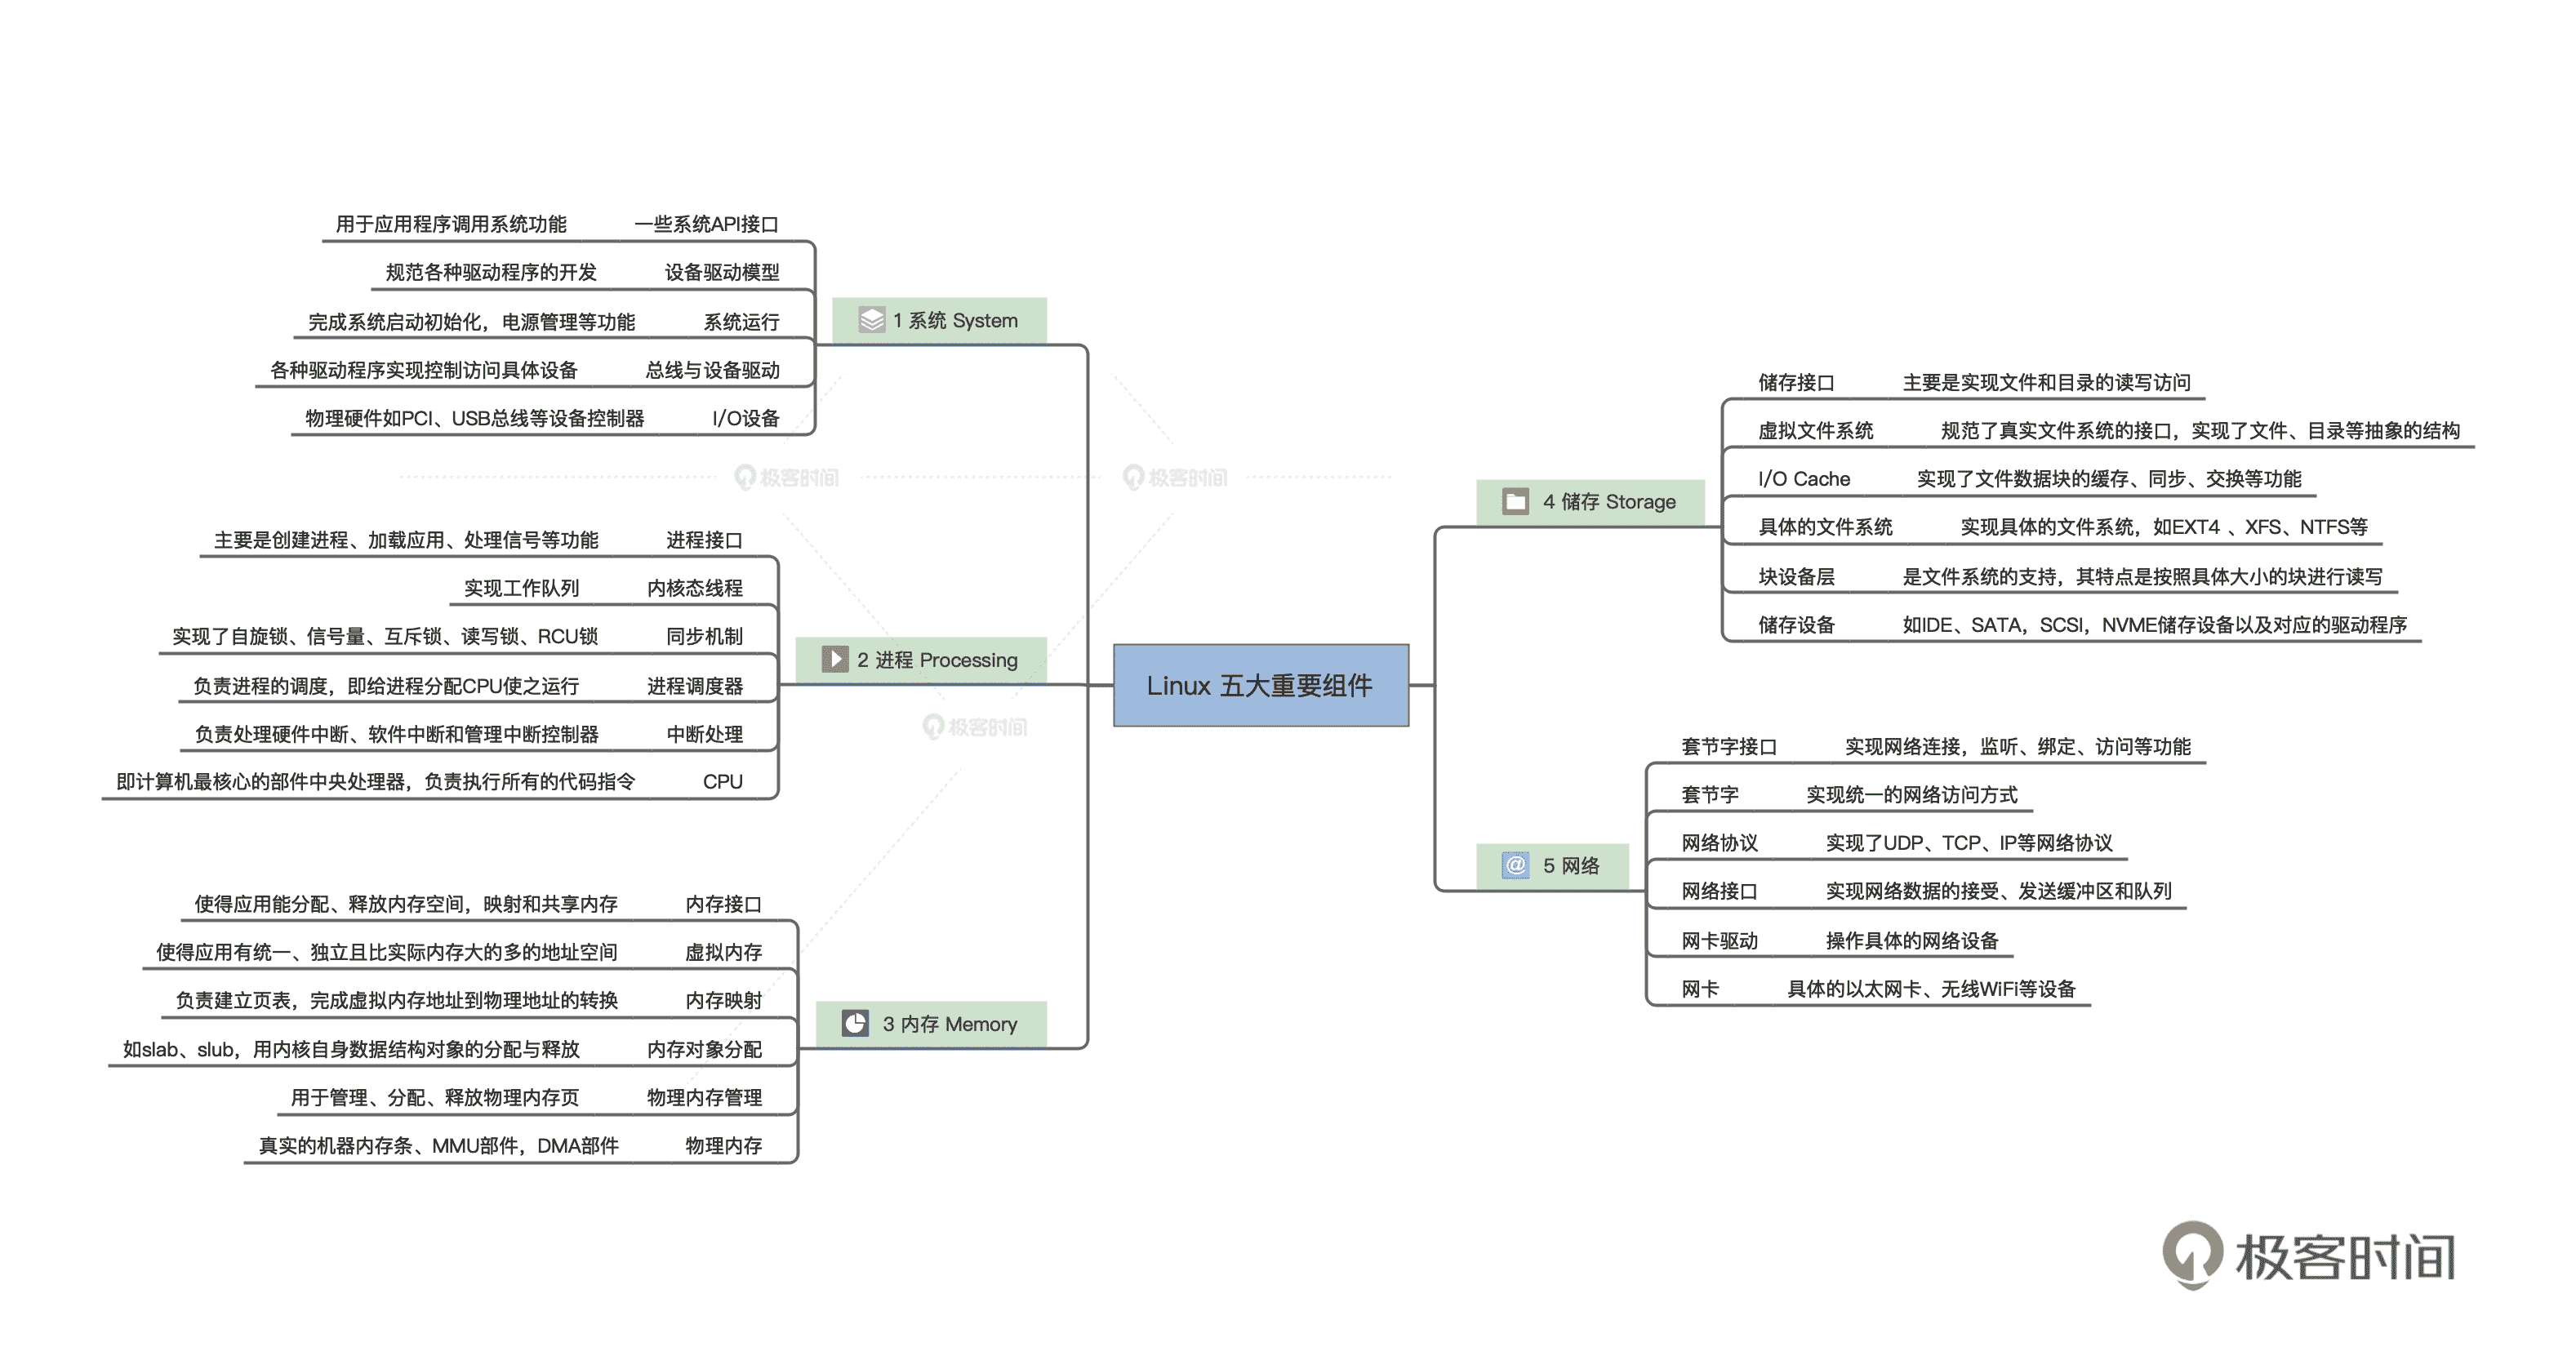 Linux 五大重要组件
1 系统 System
一些系统API接口 用于应用程序调用系统功能
设备驱动模型 规范各种驱动程序的开发
系统运行 完成系统启动初始化，电源管理等功能
总线与设备驱动 各种驱动程序实现控制访问具体设备
I/O设备 物理硬件如PCI、USB总线等设备控制器
2 进程 Processing
进程接口 主要是创建进程、加载应用、处理信号等功能
内核态线程 实现工作队列
同步机制 实现了自旋锁、信号量、互斥锁、读写锁、RCU锁
进程调度器 负责进程的调度，即给进程分配CPU使之运行
中断处理 负责处理硬件中断、软件中断和管理中断控制器
CPU 即计算机最核心的部件中央处理器，负责执行所有的代码指令
3 内存 Memory
内存接口 使得应用能分配、释放内存空间，映射和共享内存
虚拟内存 使得应用有统一、独立且比实际内存大的多的地址空间
内存映射 负责建立页表，完成虚拟内存地址到物理地址的转换
内存对象分配 如slab、slub，用内核自身数据结构对象的分配与释放
物理内存管理 用于管理、分配、释放物理内存页
物理内存 真实的机器内存条、MMU部件，DMA部件
4 储存 Storage
储存接口 主要是实现文件和目录的读写访问
虚拟文件系统 规范了真实文件系统的接口，实现了文件、目录等抽象的结构
I/O Cache 实现了文件数据块的缓存、同步、交换等功能
具体的文件系统 实现具体的文件系统，如EXT4 、XFS、NTFS等
块设备层 是文件系统的支持，其特点是按照具体大小的块进行读写
储存设备 如IDE、SATA，SCSI，NVME储存设备以及对应的驱动程序
@ 5 网络
套节字接口 实现网络连接，监听、绑定、访问等功能
套节字 实现统一的网络访问方式
网络协议 实现了UDP、TCP、IP等网络协议
网络接口 实现网络数据的接受、发送缓冲区和队列
网卡驱动 操作具体的网络设备
网卡 具体的以太网卡、无线WiFi等设备
极客时间
极客时间
极客时间
极客时间